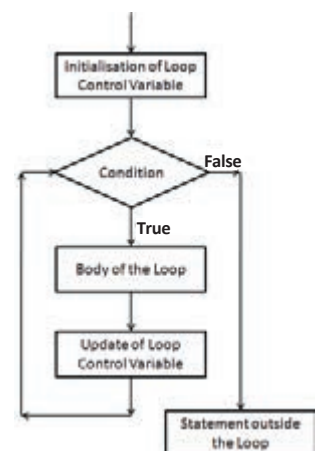 Initialisation of Loop
Control Variable
Condition
False
True
Body of the Loop
Update of Loop
Control Variable
Statement outside
the Loop